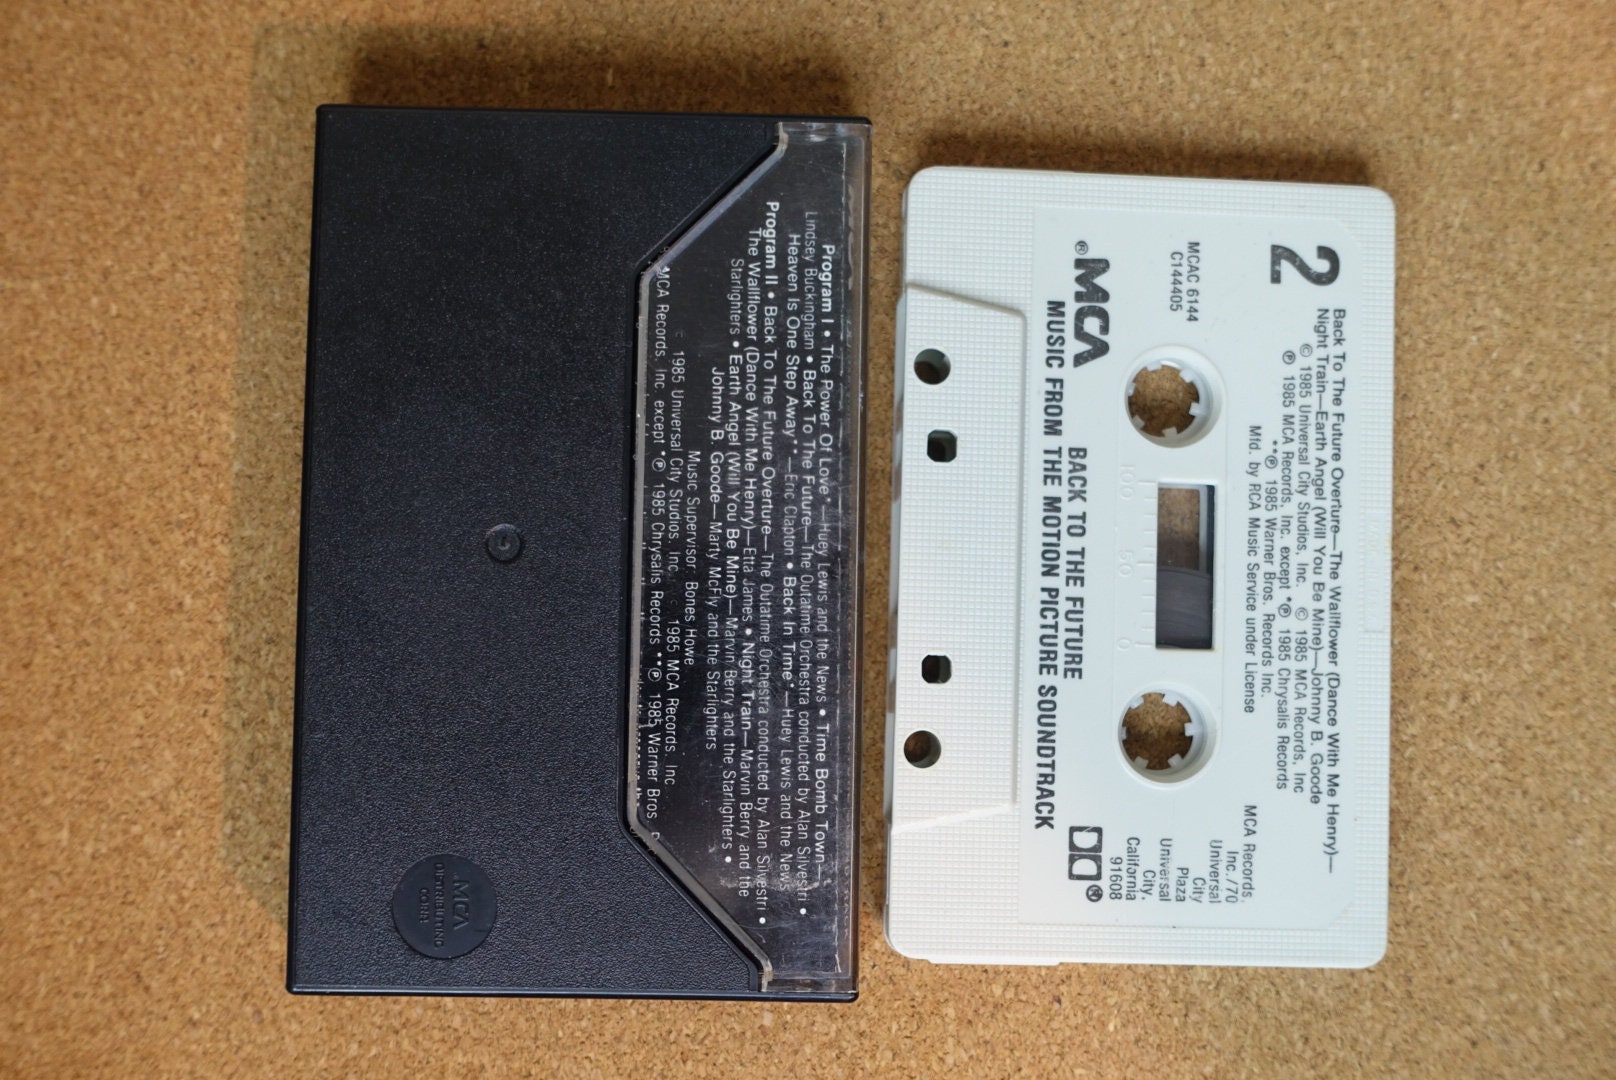 Program I • The Power Of Love*—Huey Lewis and the News • Time Bomb Town—
Lindsey Buckingham • Back To The Future—The Outatime Orchestra conducted by Alan Silvestri •
Heaven Is One Step Away**—Eric Clapton • Back In Time*—Huey Lewis and the News
Program II • Back To The Future Overture—The Outatime Orchestra conducted by Alan Silvestri •
The Wallflower (Dance With Me Henry)—Etta James • Night Train—Marvin Berry and the
Starlighters • Earth Angel (Will You Be Mine)—Marvin Berry and the Starlighters •
Johnny B. Goode—Marty McFly and the Starlighters
Music Supervisor: Bones Howe
© 1985 Universal City Studios, Inc. © 1985 MCA Records, Inc.
MCA Records, Inc. except *℗ 1985 Chrysalis Records **℗ 1985 Warner Bros.
MCA
DISTRIBUTING
CORP.
2
Back To The Future Overture—The Wallflower (Dance With Me Henry)—
Night Train—Earth Angel (Will You Be Mine)—Johnny B. Goode
© 1985 Universal City Studios, Inc. © 1985 MCA Records, Inc
℗ 1985 MCA Records, Inc. except *℗ 1985 Chrysalis Records
**℗ 1985 Warner Bros. Records Inc.
Mfd. by RCA Music Service under License
MCAC 6144
C144405
MCA Records,
Inc./70
Universal
City
Plaza
Universal
City,
California
91608
100 50 0
MCA®
BACK TO THE FUTURE
MUSIC FROM THE MOTION PICTURE SOUNDTRACK